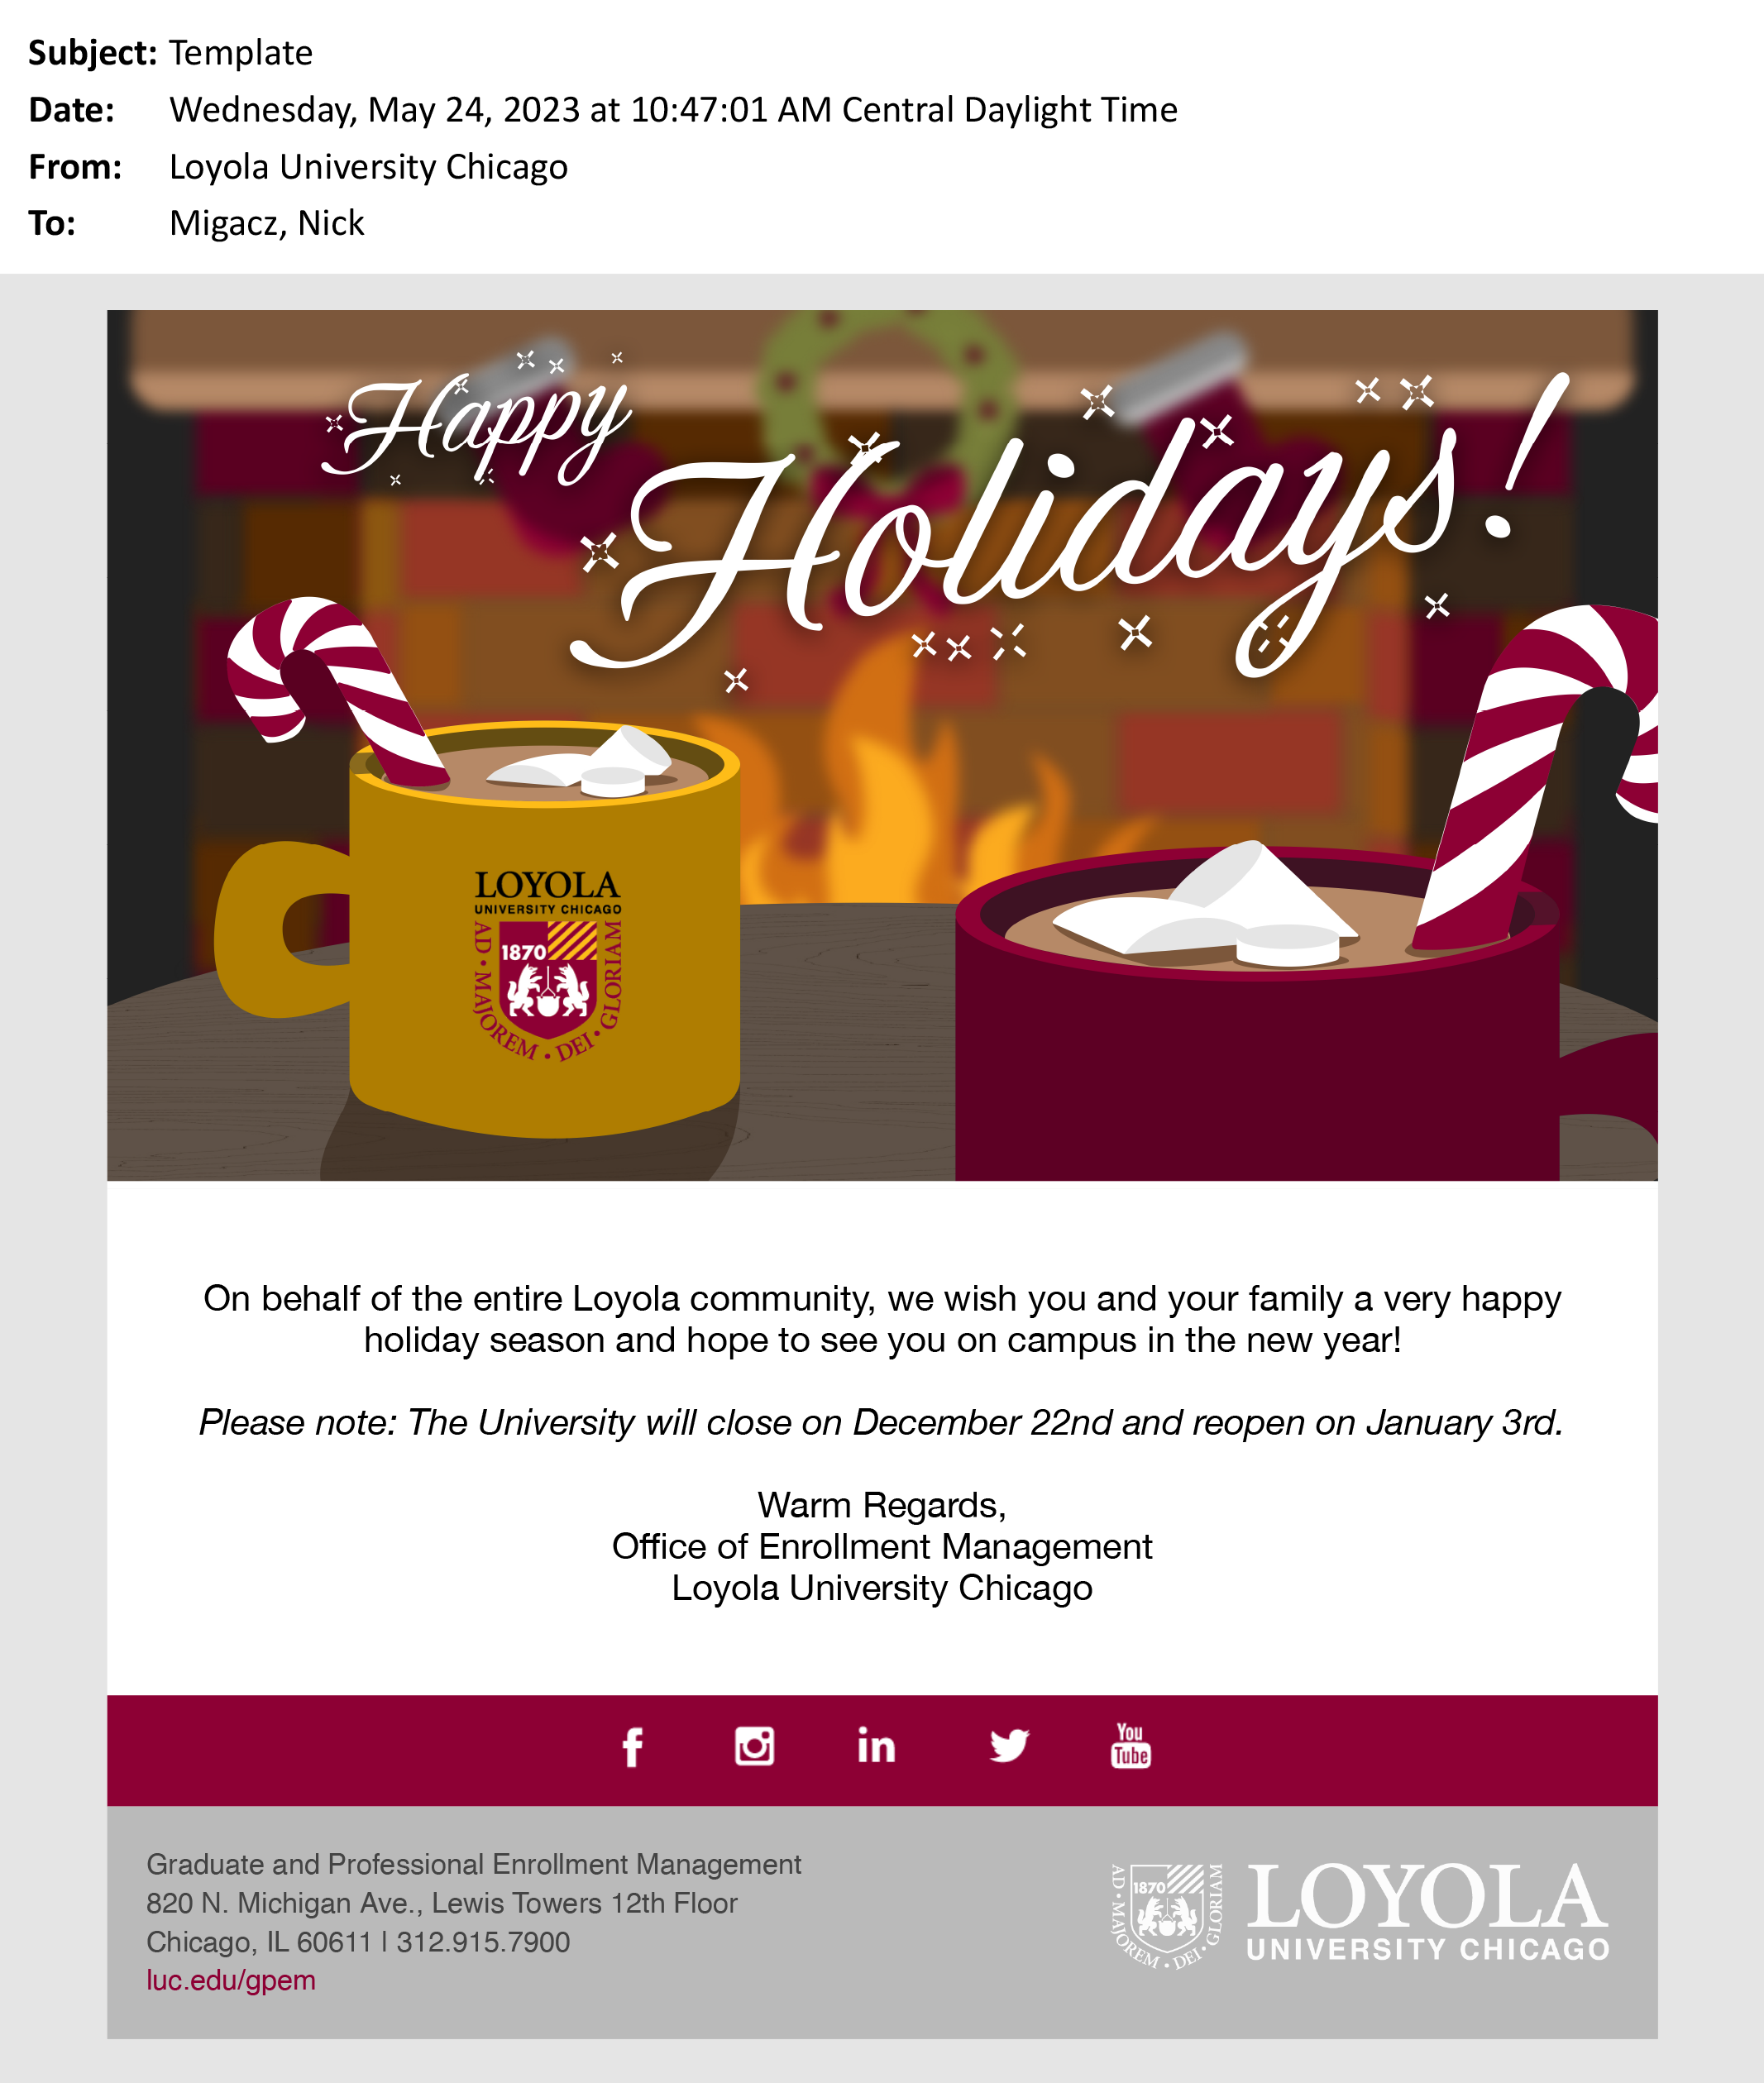 Subject: Template
Date: Wednesday, May 24, 2023 at 10:47:01 AM Central Daylight Time
From: Loyola University Chicago
To: Migacz, Nick
Happy
Holidays!
LOYOLA
UNIVERSITY CHICAGO
1870
AD • MAJOREM • DEI • GLORIAM
On behalf of the entire Loyola community, we wish you and your family a very happy
holiday season and hope to see you on campus in the new year!
Please note: The University will close on December 22nd and reopen on January 3rd.
Warm Regards,
Office of Enrollment Management
Loyola University Chicago
f
in
You
Tube
Graduate and Professional Enrollment Management
820 N. Michigan Ave., Lewis Towers 12th Floor
Chicago, IL 60611 | 312.915.7900
luc.edu/gpem
1870
AD • MAJOREM • DEI • GLORIAM
LOYOLA
UNIVERSITY CHICAGO